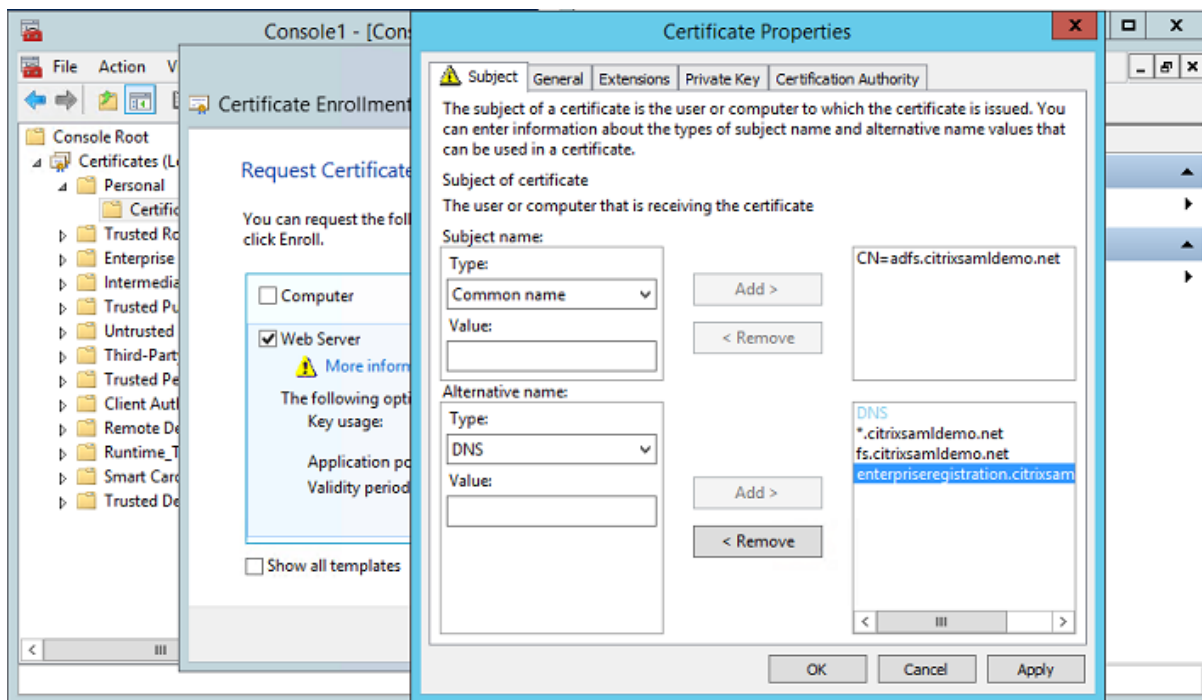 Console1 - [Con
Certificate Properties
File Action V
Certificate Enrollment
Subject General Extensions Private Key Certification Authority
The subject of a certificate is the user or computer to which the certificate is issued. You
can enter information about the types of subject name and alternative name values that
can be used in a certificate.
Subject of certificate
The user or computer that is receiving the certificate
Subject name:
Type:
Common name
Value:
Add >
< Remove
CN=adfs.citrixsamldemo.net
Alternative name:
Type:
DNS
Value:
Add >
< Remove
DNS
*.citrixsamldemo.net
fs.citrixsamldemo.net
enterpriseregistration.citrixsam
OK Cancel Apply
Console Root
Certificates (L
Personal
Certific
Trusted Ro
Enterprise
Intermedia
Trusted Pu
Untrusted
Third-Party
Trusted Pe
Client Auth
Remote De
Runtime_T
Smart Card
Trusted De
Request Certificate
You can request the foll
click Enroll.
Computer
Web Server
More inform
The following opti
Key usage:
Application po
Validity period
Show all templates